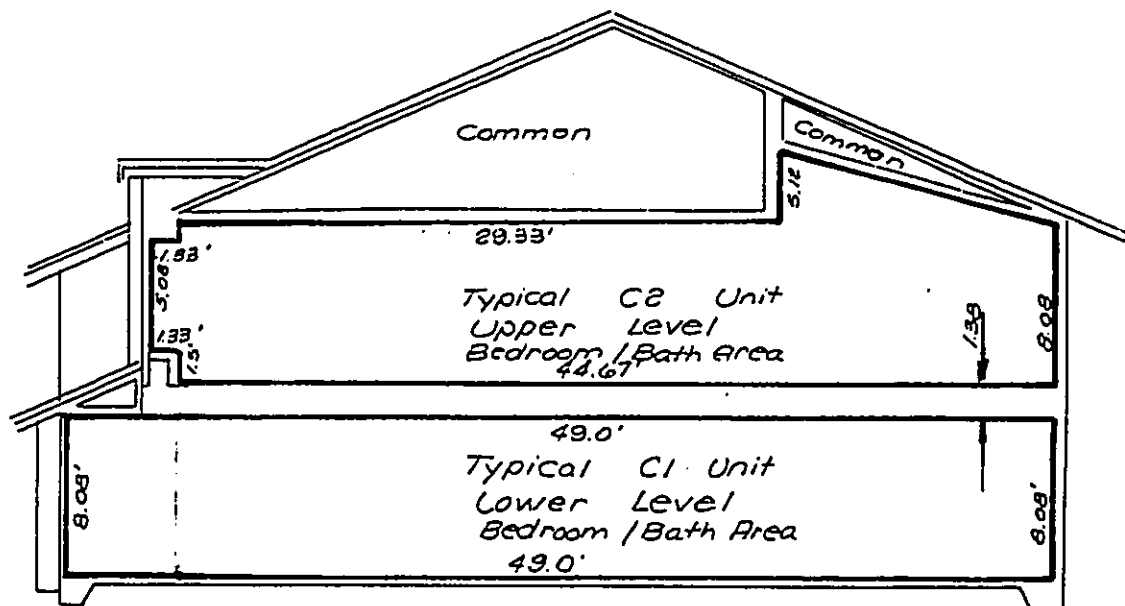 Common
Common
5.12
29.33'
1.33'
5.08
Typical C2 Unit
Upper Level
Bedroom / Bath Area
44.67'
1.33'
1.5'
1.38
8.08
49.0'
Typical C1 Unit
Lower Level
Bedroom / Bath Area
49.0'
8.08'
8.08'